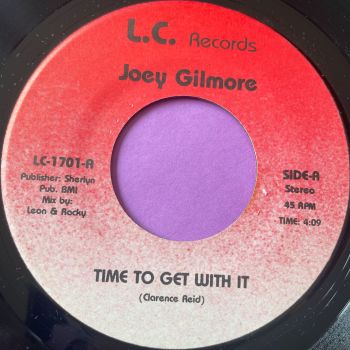 L.C. Records
Joey Gilmore
LC-1701-A
Publisher: Sherlyn
Pub. BMI
Mix by:
Leon & Rocky
SIDE-A
Stereo
45 RPM
TIME: 4:09
TIME TO GET WITH IT
(Clarence Reid)